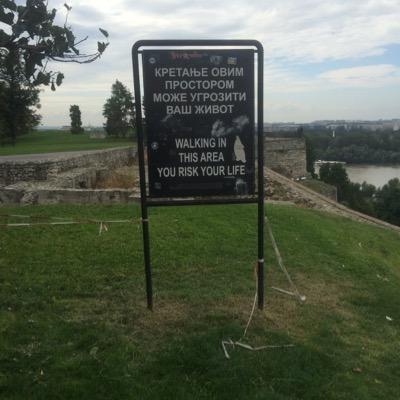 КРЕТАЊЕ ОВИМ
ПРОСТОРОМ
МОЖЕ УГРОЗИТИ
ВАШ ЖИВОТ
WALKING IN
THIS AREA
YOU RISK YOUR LIFE